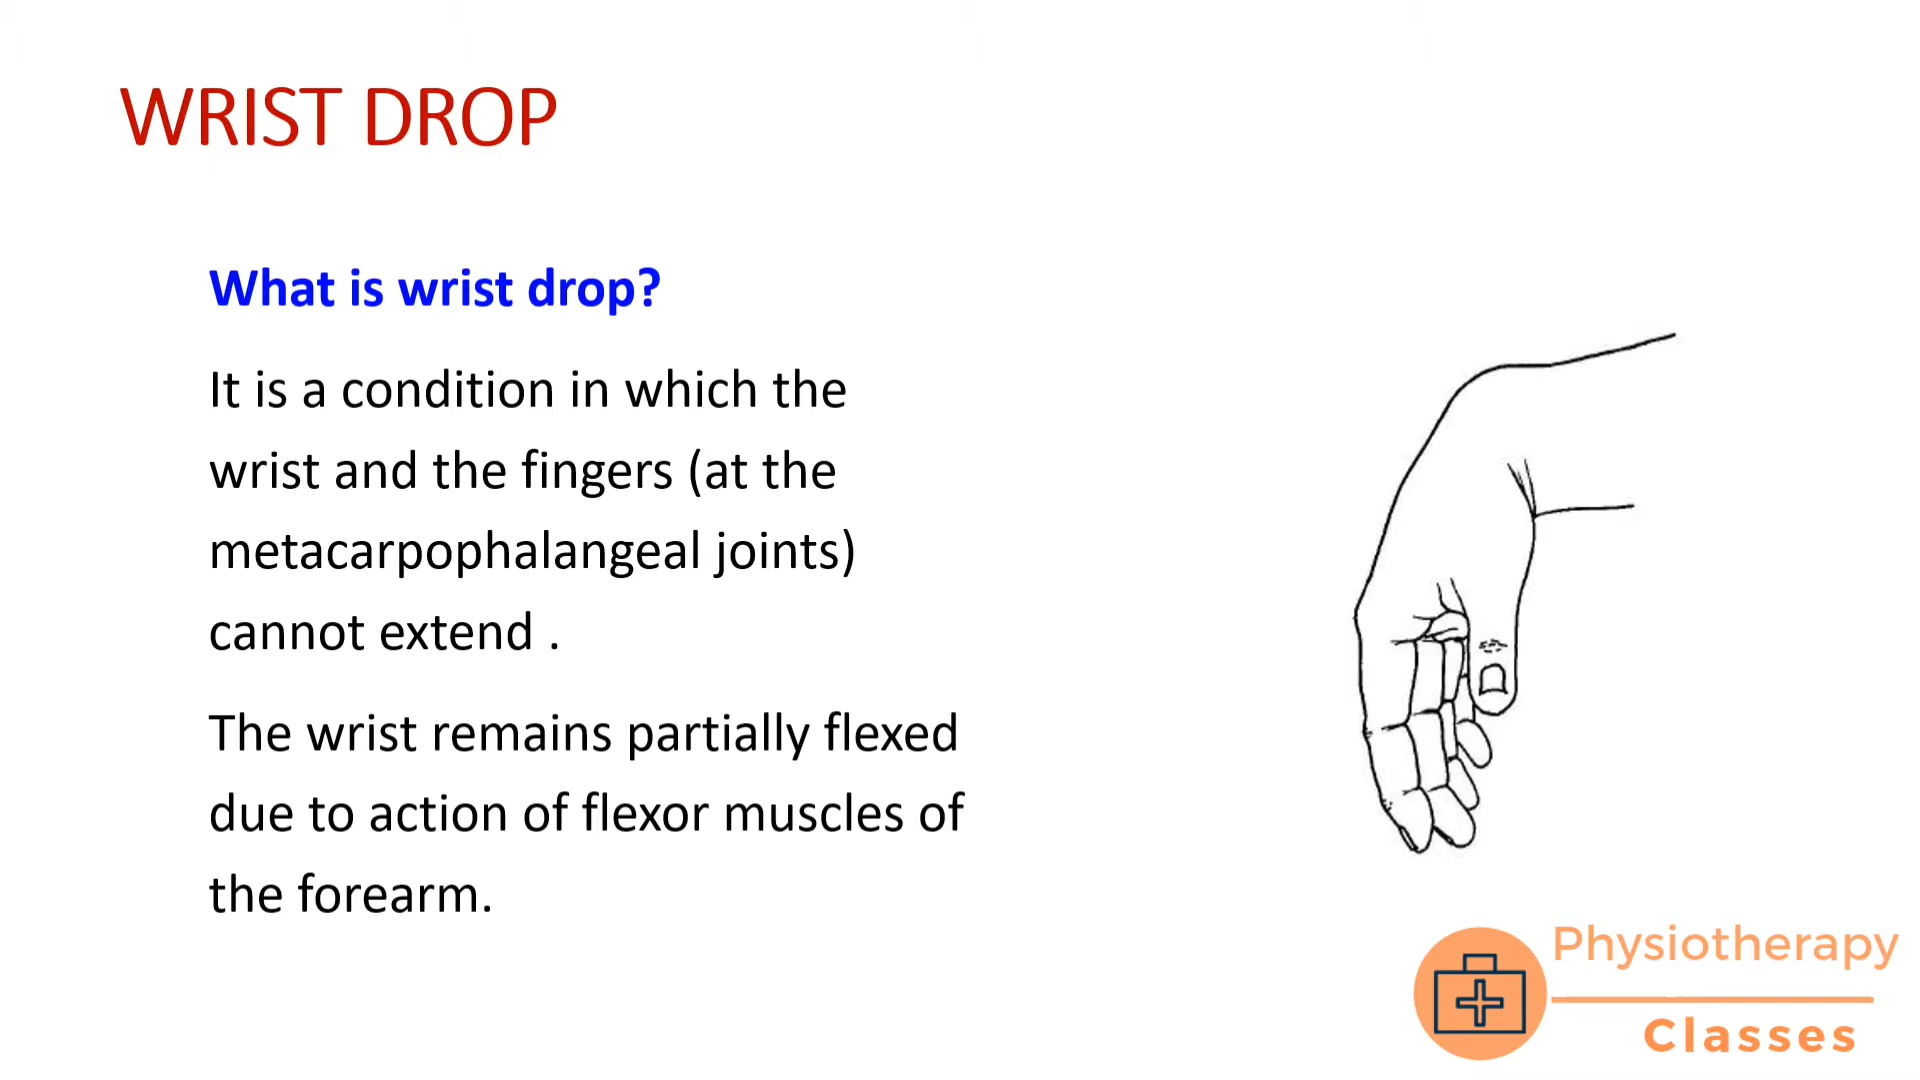 WRIST DROP
What is wrist drop?
It is a condition in which the
wrist and the fingers (at the
metacarpophalangeal joints)
cannot extend .
The wrist remains partially flexed
due to action of flexor muscles of
the forearm.
Physiotherapy
Classes